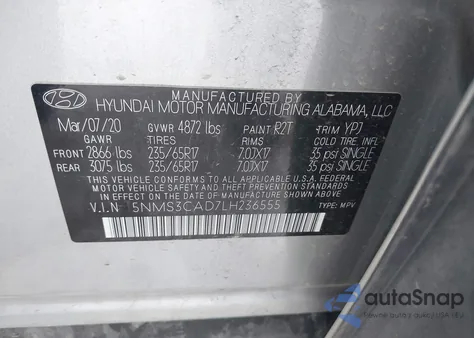 MANUFACTURED BY
HYUNDAI MOTOR MANUFACTURING ALABAMA, LLC
Mar/07/20 GVWR 4872 lbs PAINT R2T TRIM YPJ
GAWR TIRES RIMS COLD TIRE. INFL
FRONT 2866 lbs 235/65R17 7.0JX17 35 psi SINGLE
REAR 3075 lbs 235/65R17 7.0JX17 35 psi SINGLE
THIS VEHICLE CONFORMS TO ALL APPLICABLE U.S.A. FEDERAL
MOTOR VEHICLE SAFETY AND BUMPER STANDARDS
IN EFFECT ON THE DATE OF MANUFACTURE SHOWN ABOVE.
V.I.N 5NMS3CAD7LH236555 TYPE: MPV
autoSnap